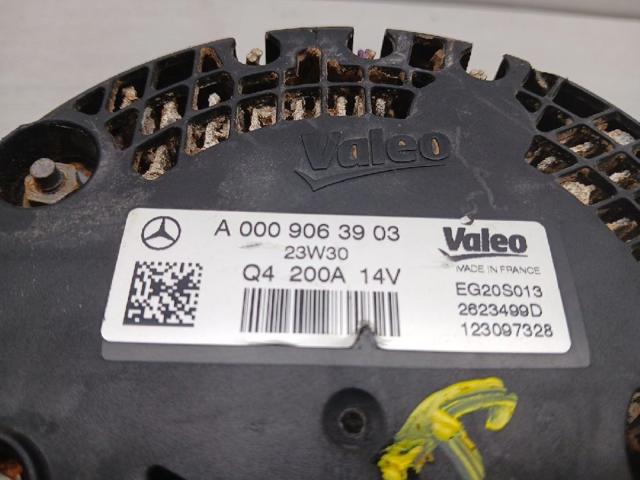 Valeo
A 000 906 39 03
23W30
Q4 200A 14V
Valeo
MADE IN FRANCE
EG20S013
2623499D
123097328